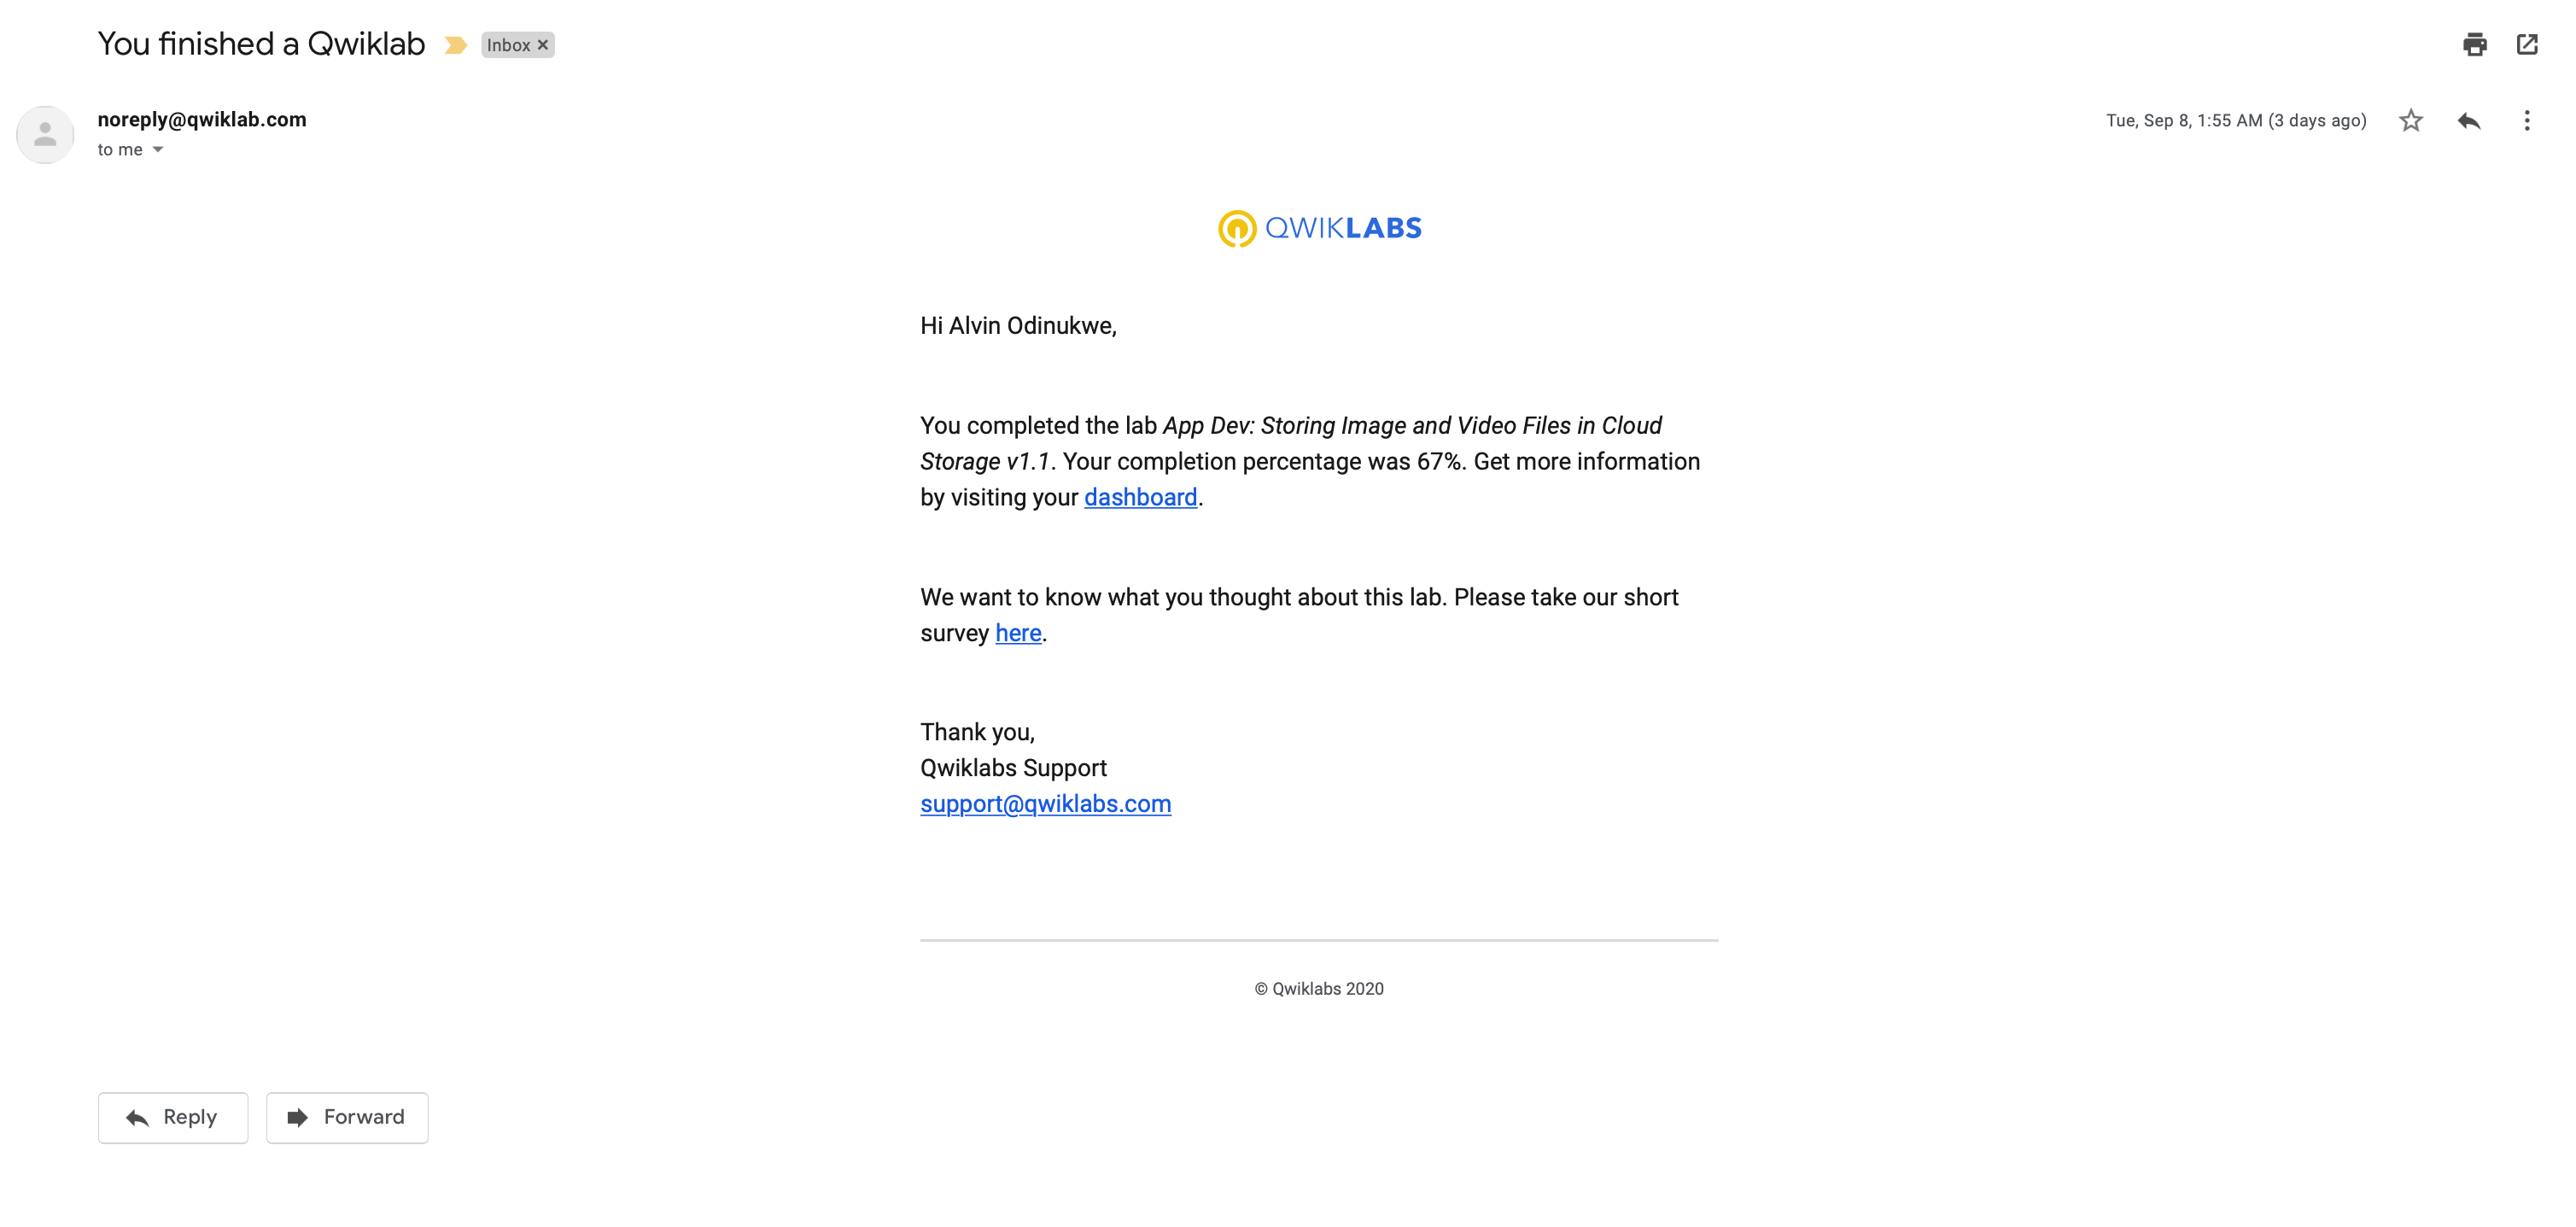 You finished a Qwiklab Inbox ×
noreply@qwiklab.com Tue, Sep 8, 1:55 AM (3 days ago)
to me
QWIKLABS
Hi Alvin Odinukwe,
You completed the lab App Dev: Storing Image and Video Files in Cloud
Storage v1.1. Your completion percentage was 67%. Get more information
by visiting your dashboard.
We want to know what you thought about this lab. Please take our short
survey here.
Thank you,
Qwiklabs Support
support@qwiklabs.com
© Qwiklabs 2020
Reply Forward